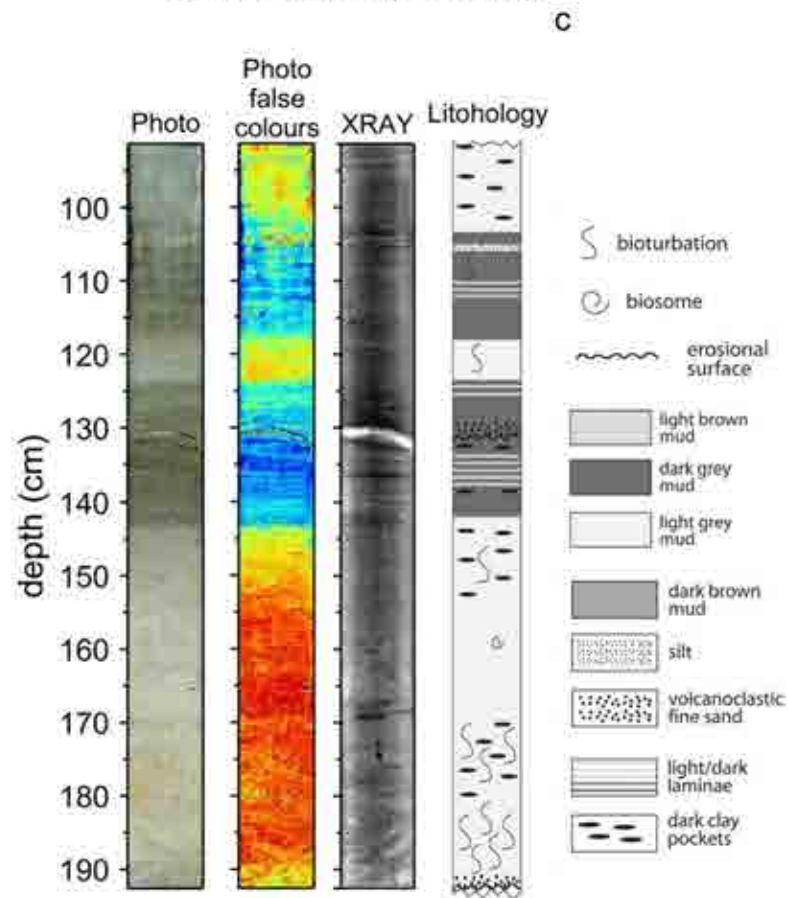 C
Photo
Photo
false
colours
XRAY
Litohology
depth (cm)
100
110
120
130
140
150
160
170
180
190
bioturbation
biosome
erosional
surface
light brown
mud
dark grey
mud
light grey
mud
dark brown
mud
silt
volcanoclastic
fine sand
light/dark
laminae
dark clay
pockets